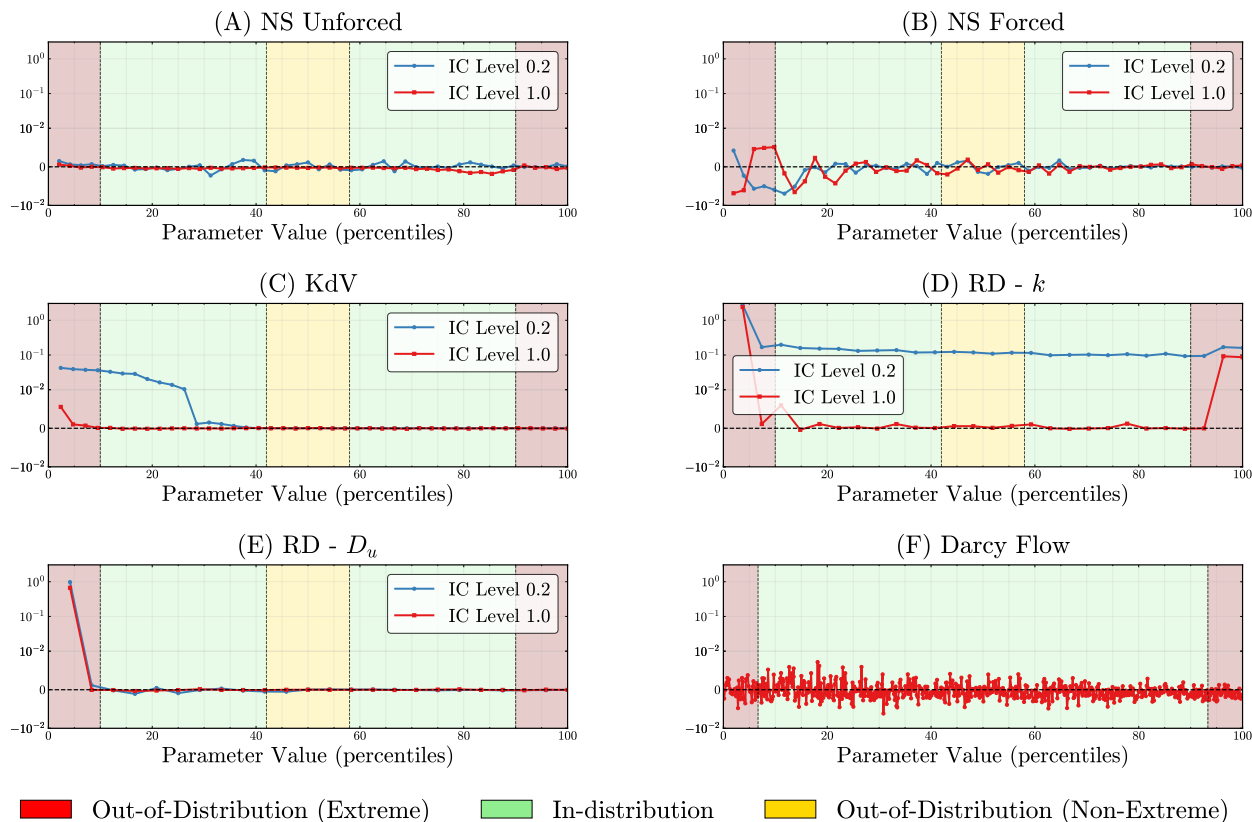 (A) NS Unforced
10^0
10^{-1}
10^{-2}
0
−10^{-2}
IC Level 0.2
IC Level 1.0
0 20 40 60 80 100
Parameter Value (percentiles)
(B) NS Forced
10^0
10^{-1}
10^{-2}
0
−10^{-2}
IC Level 0.2
IC Level 1.0
0 20 40 60 80 100
Parameter Value (percentiles)
(C) KdV
10^0
10^{-1}
10^{-2}
0
−10^{-2}
IC Level 0.2
IC Level 1.0
0 20 40 60 80 100
Parameter Value (percentiles)
(D) RD - k
10^0
10^{-1}
10^{-2}
0
−10^{-2}
IC Level 0.2
IC Level 1.0
0 20 40 60 80 100
Parameter Value (percentiles)
(E) RD - D_u
10^0
10^{-1}
10^{-2}
0
−10^{-2}
IC Level 0.2
IC Level 1.0
0 20 40 60 80 100
Parameter Value (percentiles)
(F) Darcy Flow
10^0
10^{-1}
10^{-2}
0
−10^{-2}
0 20 40 60 80 100
Parameter Value (percentiles)
Out-of-Distribution (Extreme) In-distribution Out-of-Distribution (Non-Extreme)